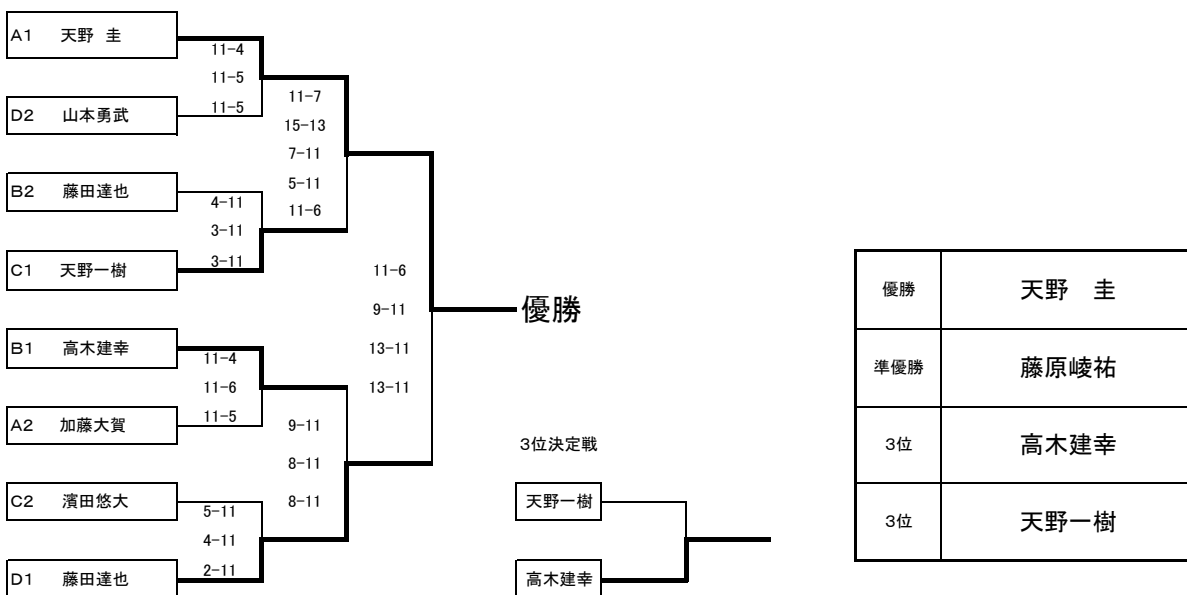 A1 天野 圭
11-4
11-5
11-5
D2 山本勇武
11-7
15-13
7-11
5-11
11-6
B2 藤田達也
4-11
3-11
3-11
C1 天野一樹
11-6
9-11
13-11
13-11
優勝
B1 高木建幸
11-4
11-6
11-5
A2 加藤大賀
9-11
8-11
8-11
C2 濱田悠大
5-11
4-11
2-11
D1 藤田達也
3位決定戦
天野一樹
高木建幸
優勝 天野 圭
準優勝 藤原崚祐
3位 高木建幸
3位 天野一樹